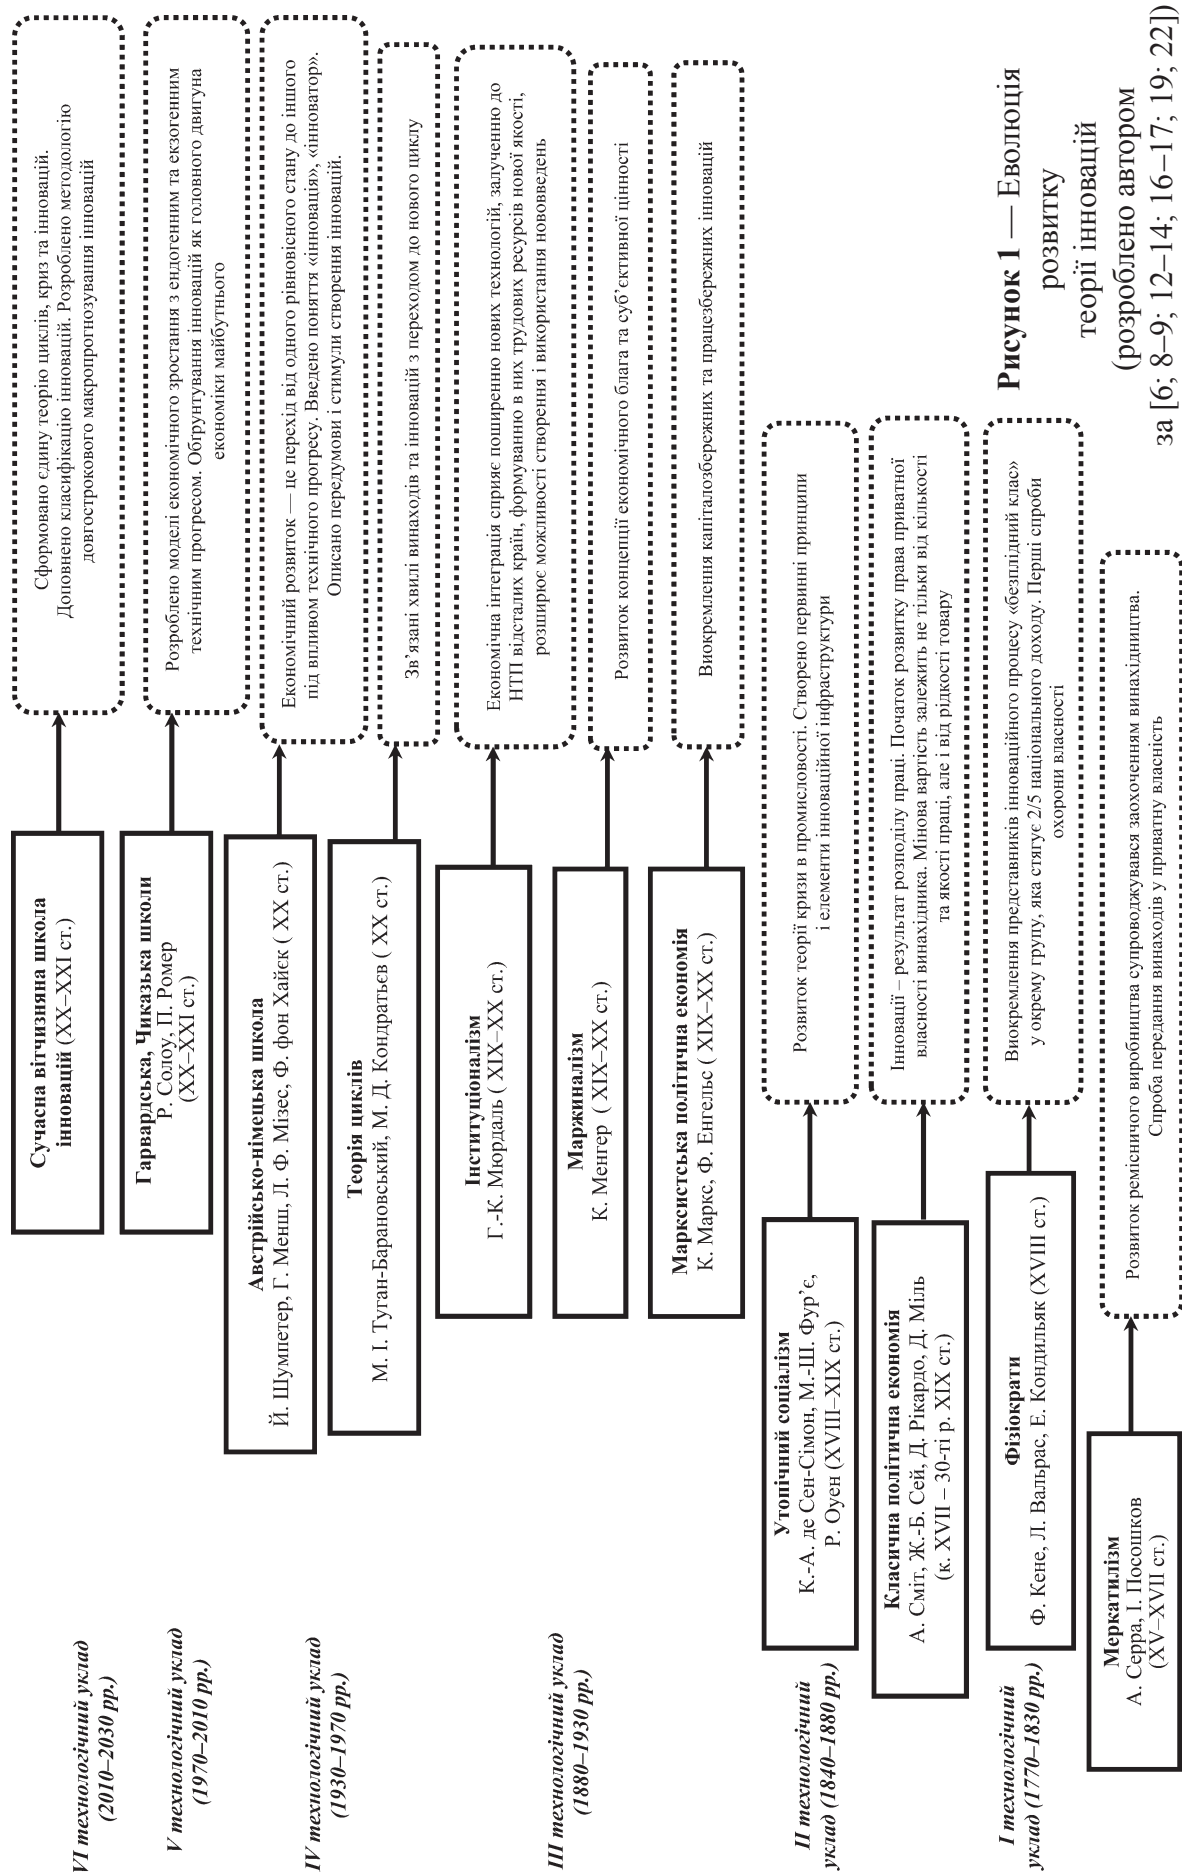 VI технологічний уклад
(2010–2030 рр.)
Сучасна вітчизняна школа
інновацій (XX–XXI ст.)
Сформовано єдину теорію циклів, криз та інновацій.
Доповнено класифікацію інновацій. Розроблено методологію
довгострокового макропрогнозування інновацій
V технологічний уклад
(1970–2010 рр.)
Гарвардська, Чиказька школи
Р. Солоу, П. Ромер
(XX–XXI ст.)
Розроблено моделі економічного зростання з ендогенним та екзогенним
технічним прогресом. Обґрунтування інновацій як головного двигуна
економіки майбутнього
IV технологічний уклад
(1930–1970 рр.)
Австрійсько-німецька школа
Й. Шумпетер, Г. Менш, Л. Ф. Мізес, Ф. фон Хайєк ( XX ст.)
Економічний розвиток — це перехід від одного рівновісного стану до іншого
під впливом технічного прогресу. Введено поняття «інновація», «інноватор».
Описано передумови і стимули створення інновацій.
Теорія циклів
М. І. Туган-Барановський, М. Д. Кондратьєв ( XX ст.)
Зв’язані хвилі винаходів та інновацій з переходом до нового циклу
III технологічний уклад
(1880–1930 рр.)
Інституціоналізм
Г.-К. Мюрдаль ( XIX–XX ст.)
Економічна інтеграція сприяє поширенню нових технологій, залученню до
НТП відсталих країн, формуванню в них трудових ресурсів нової якості,
розширює можливості створення і використання нововведень
Маржиналізм
К. Менгер ( XIX–XX ст.)
Розвиток концепції економічного блага та суб’єктивної цінності
Марксистська політична економія
К. Маркс, Ф. Енгельс ( XIX–XX ст.)
Виокремлення капіталозбережних та працезбережних інновацій
II технологічний
уклад (1840–1880 рр.)
Утопічний соціалізм
К.-А. де Сен-Сімон, М.-Ш. Фур’є,
Р. Оуен (XVIII–XIX ст.)
Розвиток теорії кризи в промисловості. Створено первинні принципи
і елементи інноваційної інфраструктури
Класична політична економія
А. Сміт, Ж.-Б. Сей, Д. Рікардо, Д. Міль
(к. XVII – 30-ті р. XIX ст.)
Інновації – результат розподілу праці. Початок розвитку права приватної
власності винахідника. Мінова вартість залежить не тільки від кількості
та якості праці, але і від рідкості товару
I технологічний
уклад (1770–1830 рр.)
Фізіократи
Ф. Кене, Л. Вальрас, Е. Кондильяк (XVIII ст.)
Виокремлення представників інноваційного процесу «безплідний клас»
у окрему групу, яка стягує 2/5 національного доходу. Перші спроби
охорони власності
Меркатилізм
А. Серра, І. Посошков
(XV–XVII ст.)
Розвиток ремісничого виробництва супроводжувався заохоченням винахідництва.
Спроба передання винаходів у приватну власність
Рисунок 1 — Еволюція
розвитку
теорії інновацій
(розроблено автором
за [6; 8–9; 12–14; 16–17; 19; 22])